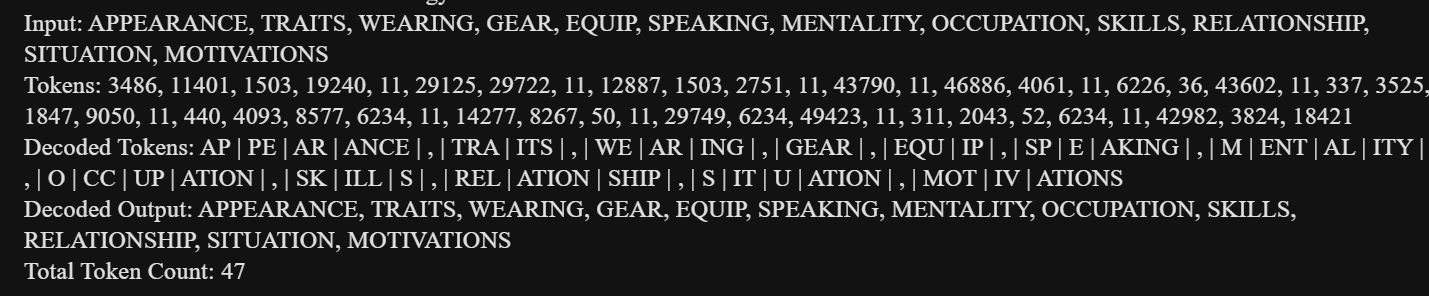 Input: APPEARANCE, TRAITS, WEARING, GEAR, EQUIP, SPEAKING, MENTALITY, OCCUPATION, SKILLS, RELATIONSHIP,
SITUATION, MOTIVATIONS
Tokens: 3486, 11401, 1503, 19240, 11, 29125, 29722, 11, 12887, 1503, 2751, 11, 43790, 11, 46886, 4061, 11, 6226, 36, 43602, 11, 337, 3525,
1847, 9050, 11, 440, 4093, 8577, 6234, 11, 14277, 8267, 50, 11, 29749, 6234, 49423, 11, 311, 2043, 52, 6234, 11, 42982, 3824, 18421
Decoded Tokens: AP | PE | AR | ANCE | , | TRA | ITS | , | WE | AR | ING | , | GEAR | , | EQU | IP | , | SP | E | AKING | , | M | ENT | AL | ITY |
, | O | CC | UP | ATION | , | SK | ILL | S | , | REL | ATION | SHIP | , | S | IT | U | ATION | , | MOT | IV | ATIONS
Decoded Output: APPEARANCE, TRAITS, WEARING, GEAR, EQUIP, SPEAKING, MENTALITY, OCCUPATION, SKILLS,
RELATIONSHIP, SITUATION, MOTIVATIONS
Total Token Count: 47